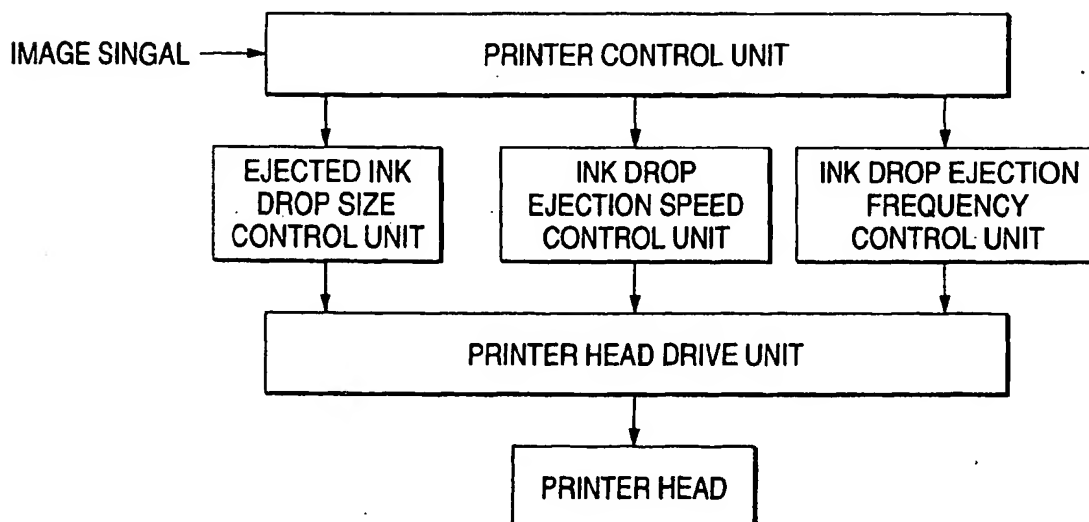 IMAGE SINGAL
PRINTER CONTROL UNIT
EJECTED INK
DROP SIZE
CONTROL UNIT
INK DROP
EJECTION SPEED
CONTROL UNIT
INK DROP EJECTION
FREQUENCY
CONTROL UNIT
PRINTER HEAD DRIVE UNIT
PRINTER HEAD